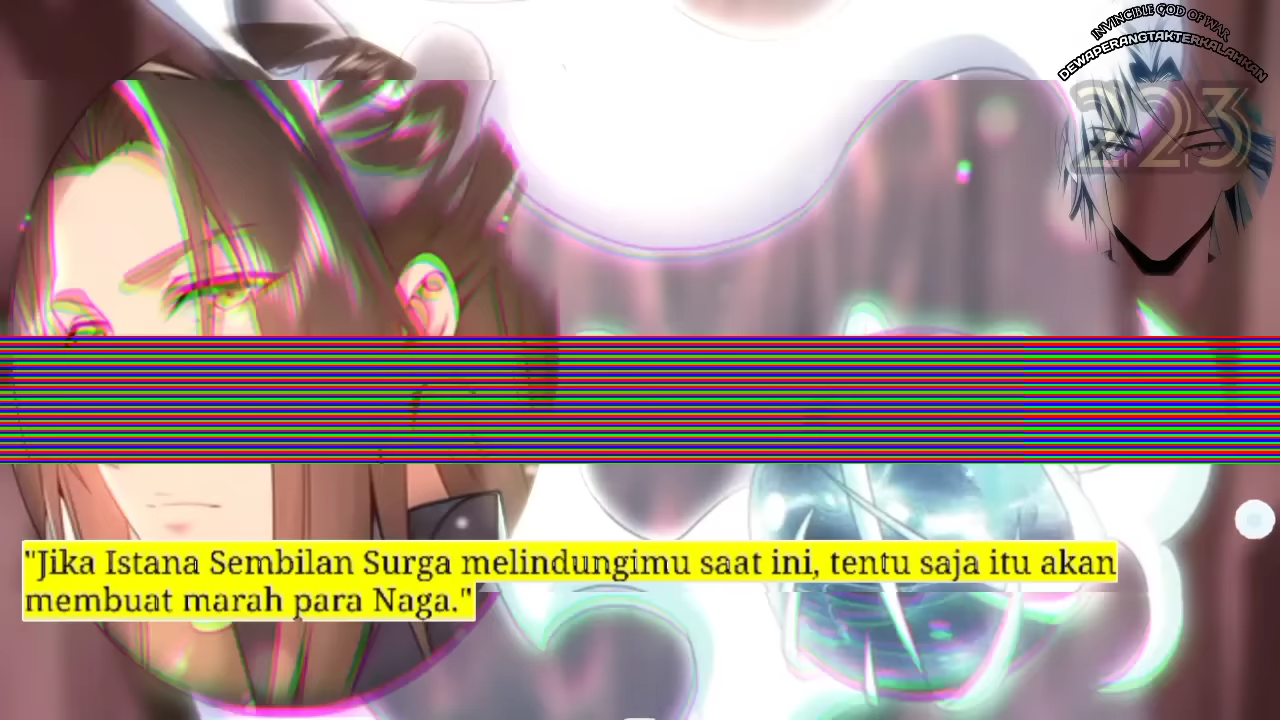 INVINCIBLE GOD OF WAR
DEWAPERANGTAKTERKALAHKAN
123
"Jika Istana Sembilan Surga melindungimu saat ini, tentu saja itu akan
membuat marah para Naga."